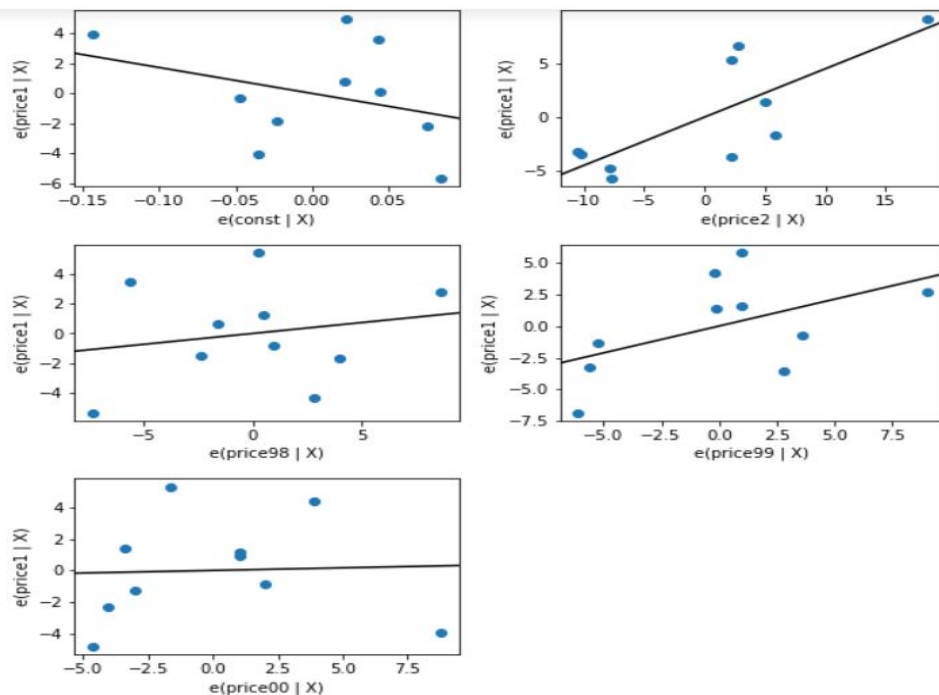 4
2
0
−2
−4
−6
e(price1 | X)
−0.15 −0.10 −0.05 0.00 0.05
e(const | X)
5
0
−5
e(price1 | X)
−10 −5 0 5 10 15
e(price2 | X)
4
2
0
−2
−4
e(price1 | X)
−5 0 5
e(price98 | X)
5.0
2.5
0.0
−2.5
−5.0
−7.5
e(price1 | X)
−5.0 −2.5 0.0 2.5 5.0 7.5
e(price99 | X)
4
2
0
−2
−4
e(price1 | X)
−5.0 −2.5 0.0 2.5 5.0 7.5
e(price00 | X)